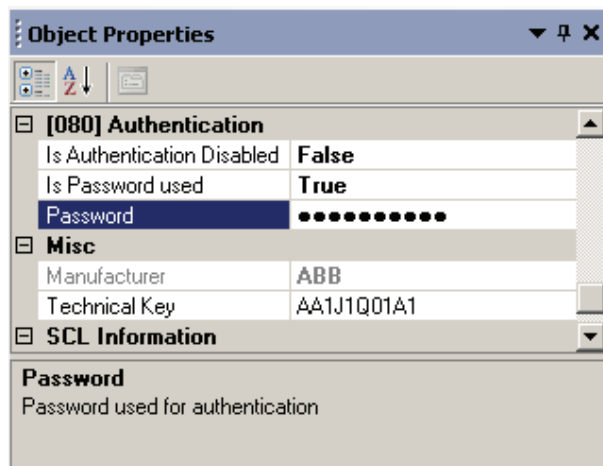 Object Properties
[080] Authentication
Is Authentication Disabled False
Is Password used True
Password ●●●●●●●●●●
Misc
Manufacturer ABB
Technical Key AA1J1Q01A1
SCL Information
Password
Password used for authentication